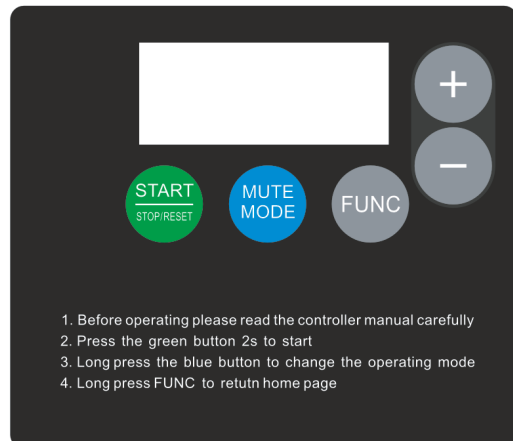 +
−
START
STOP/RESET
MUTE
MODE
FUNC
1. Before operating please read the controller manual carefully
2. Press the green button 2s to start
3. Long press the blue button to change the operating mode
4. Long press FUNC to retutn home page